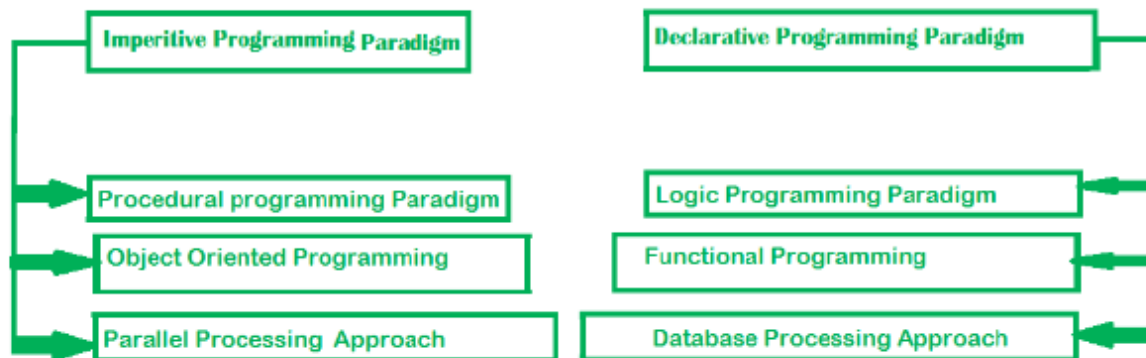 Imperitive Programming Paradigm
Declarative Programming Paradigm
Procedural programming Paradigm
Logic Programming Paradigm
Object Oriented Programming
Functional Programming
Parallel Processing Approach
Database Processing Approach